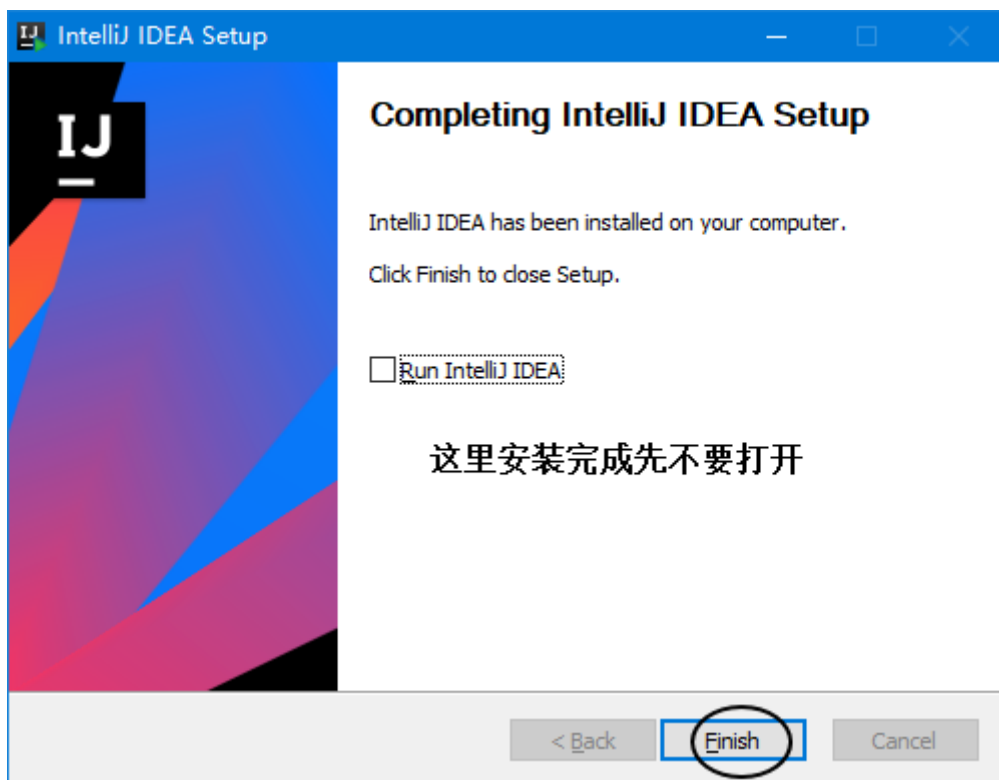 IntelliJ IDEA Setup
IJ
Completing IntelliJ IDEA Setup
IntelliJ IDEA has been installed on your computer.
Click Finish to close Setup.
Run IntelliJ IDEA
这里安装完成先不要打开
< Back
Finish
Cancel